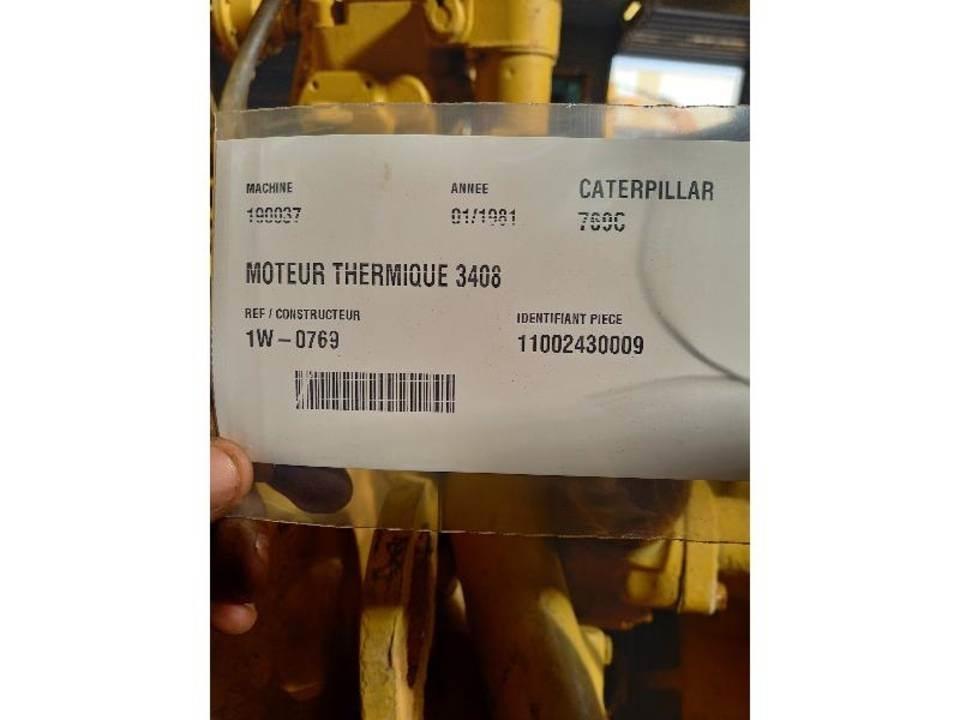 MACHINE ANNEE CATERPILLAR
190037 01/1981 769C
MOTEUR THERMIQUE 3408
REF / CONSTRUCTEUR IDENTIFIANT PIECE
1W – 0769 11002430009